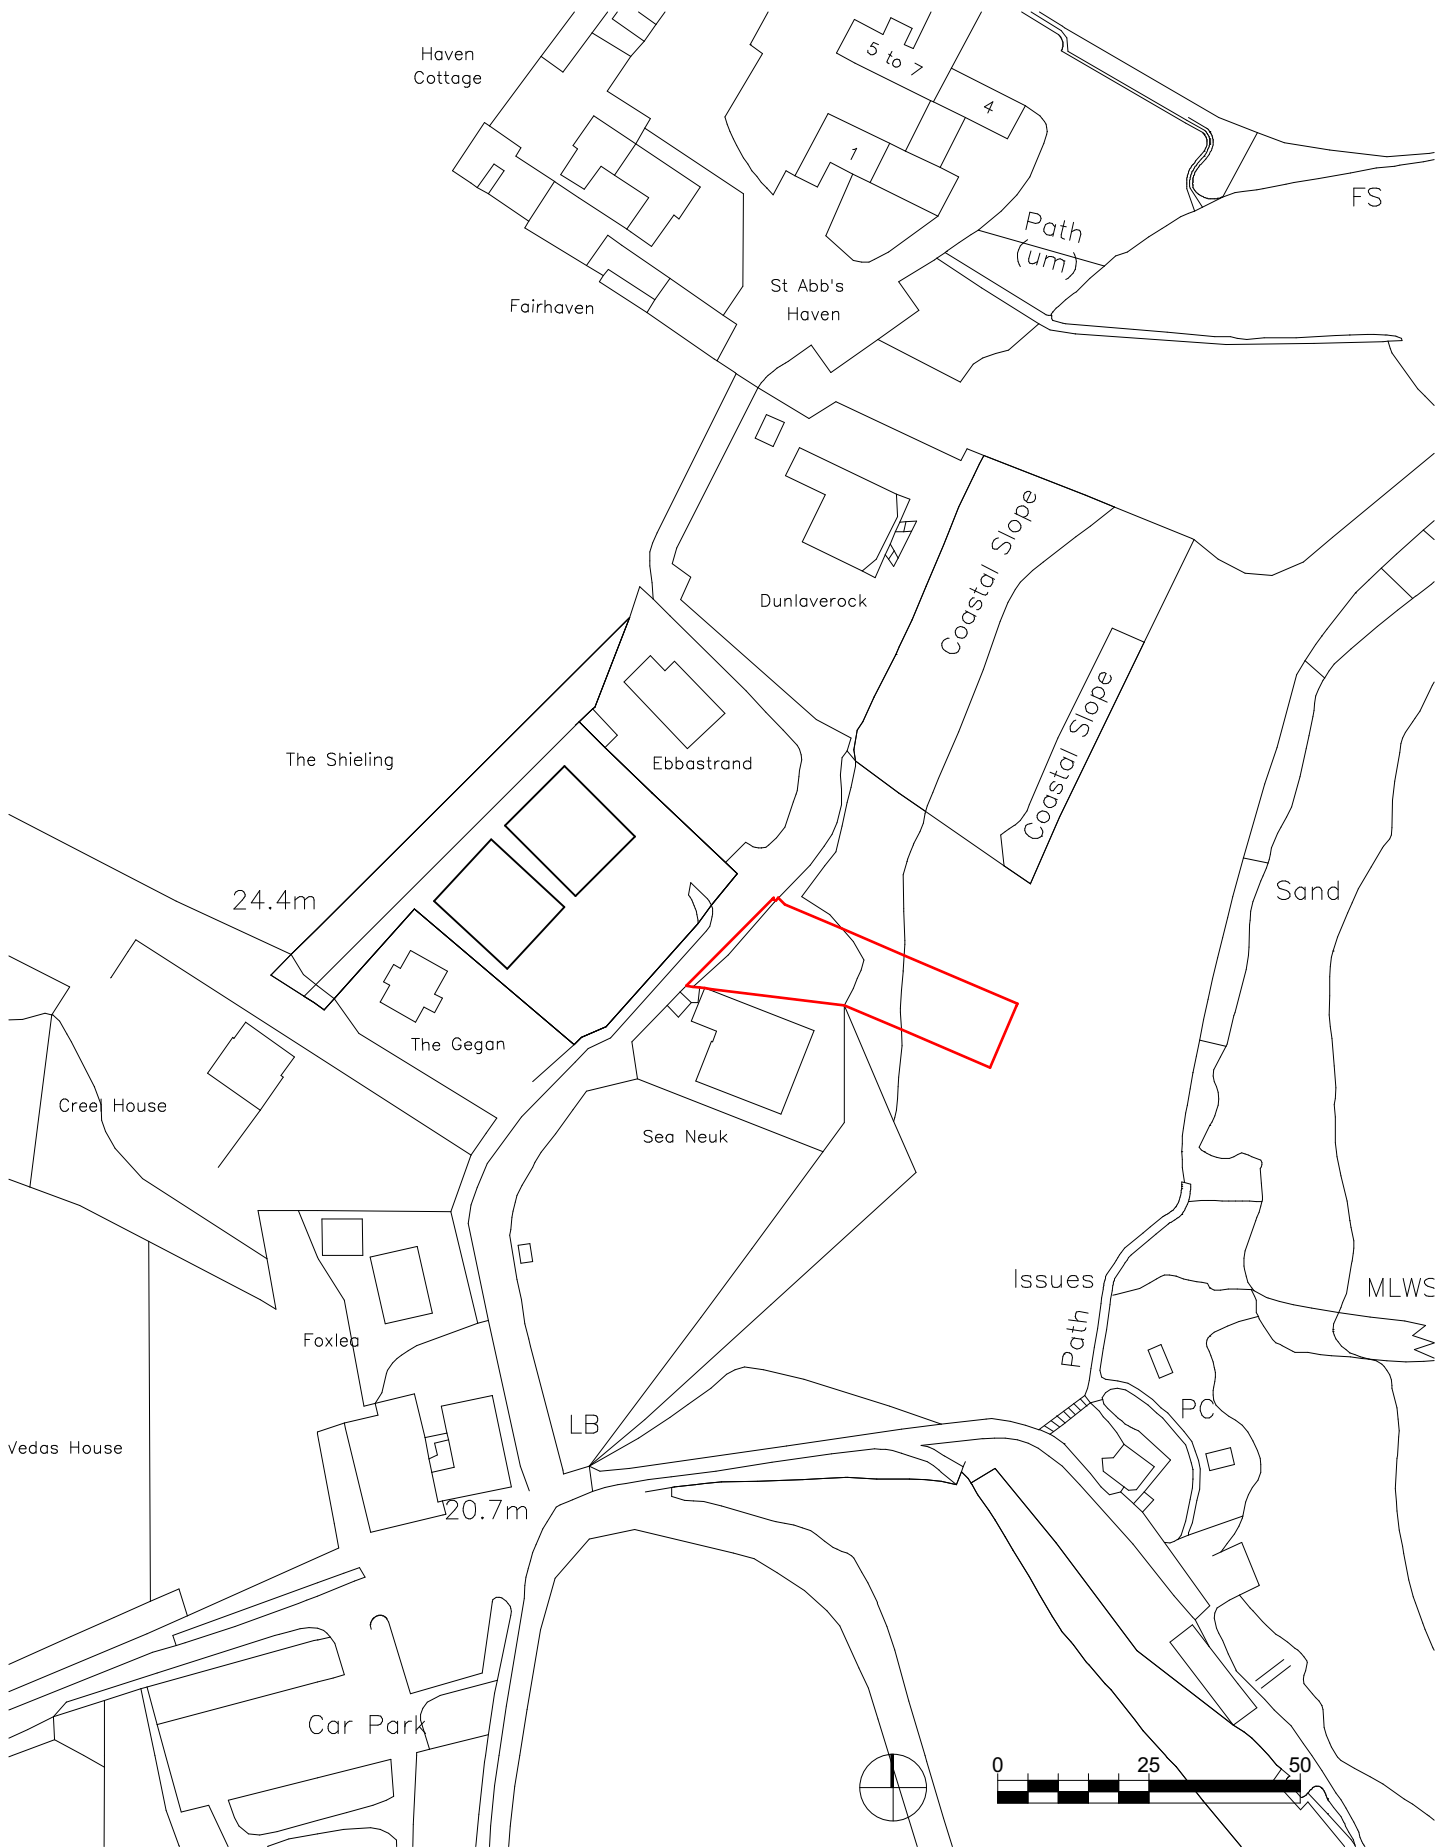 Haven
Cottage
5 to 7
4
1
FS
Path
(um)
St Abb's
Haven
Fairhaven
Coastal Slope
Dunlaverock
Coastal Slope
The Shieling
Ebbastrand
24.4m
Sand
The Gegan
Creel House
Sea Neuk
Issues
MLWS
Path
Foxlea
PC
LB
Vedas House
20.7m
Car Park
0 25 50